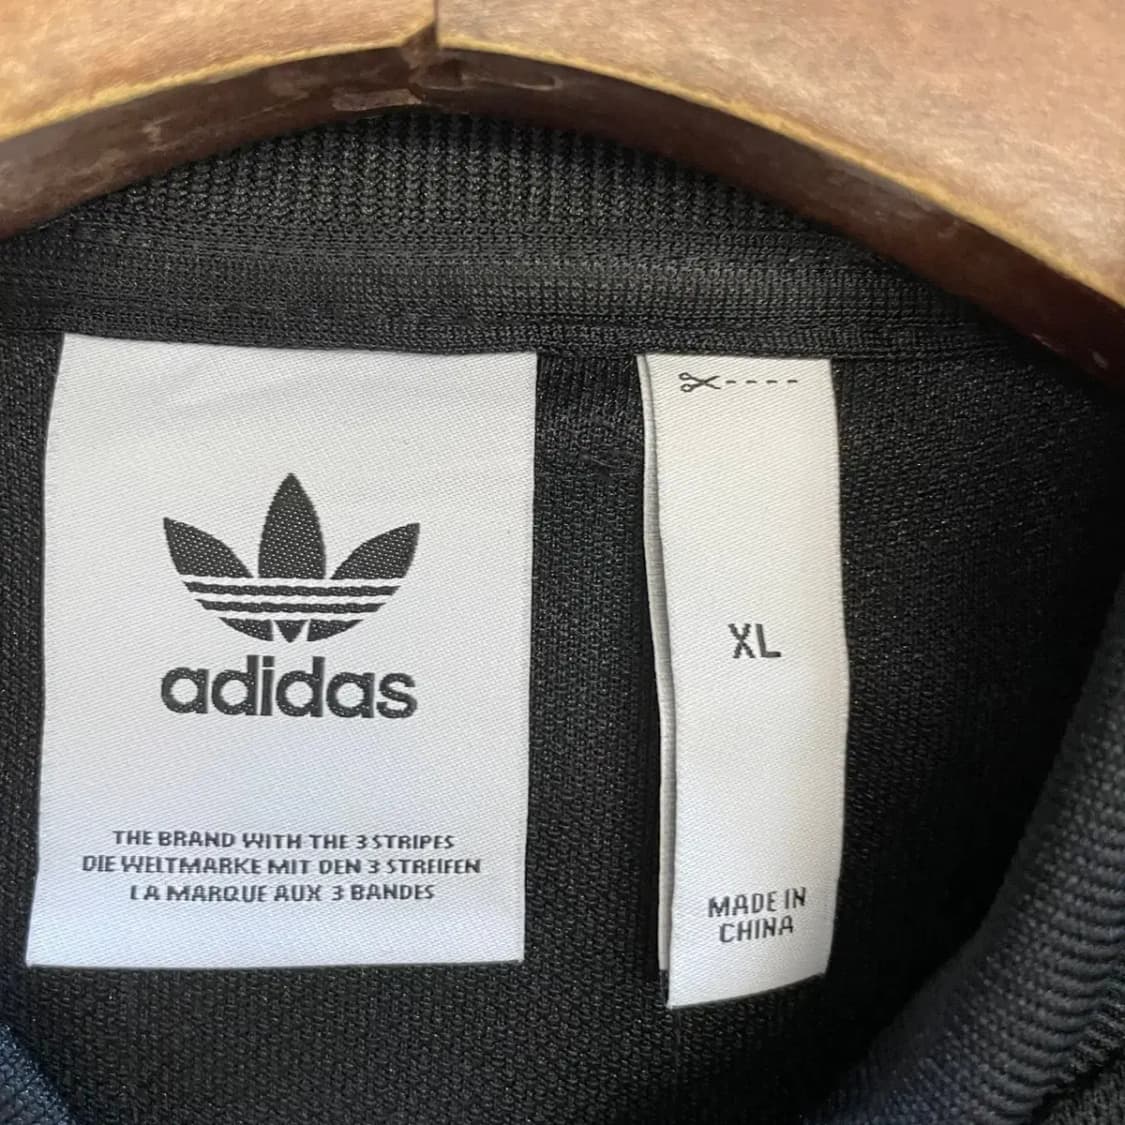 adidas
THE BRAND WITH THE 3 STRIPES
DIE WELTMARKE MIT DEN 3 STREIFEN
LA MARQUE AUX 3 BANDES
XL
MADE IN
CHINA